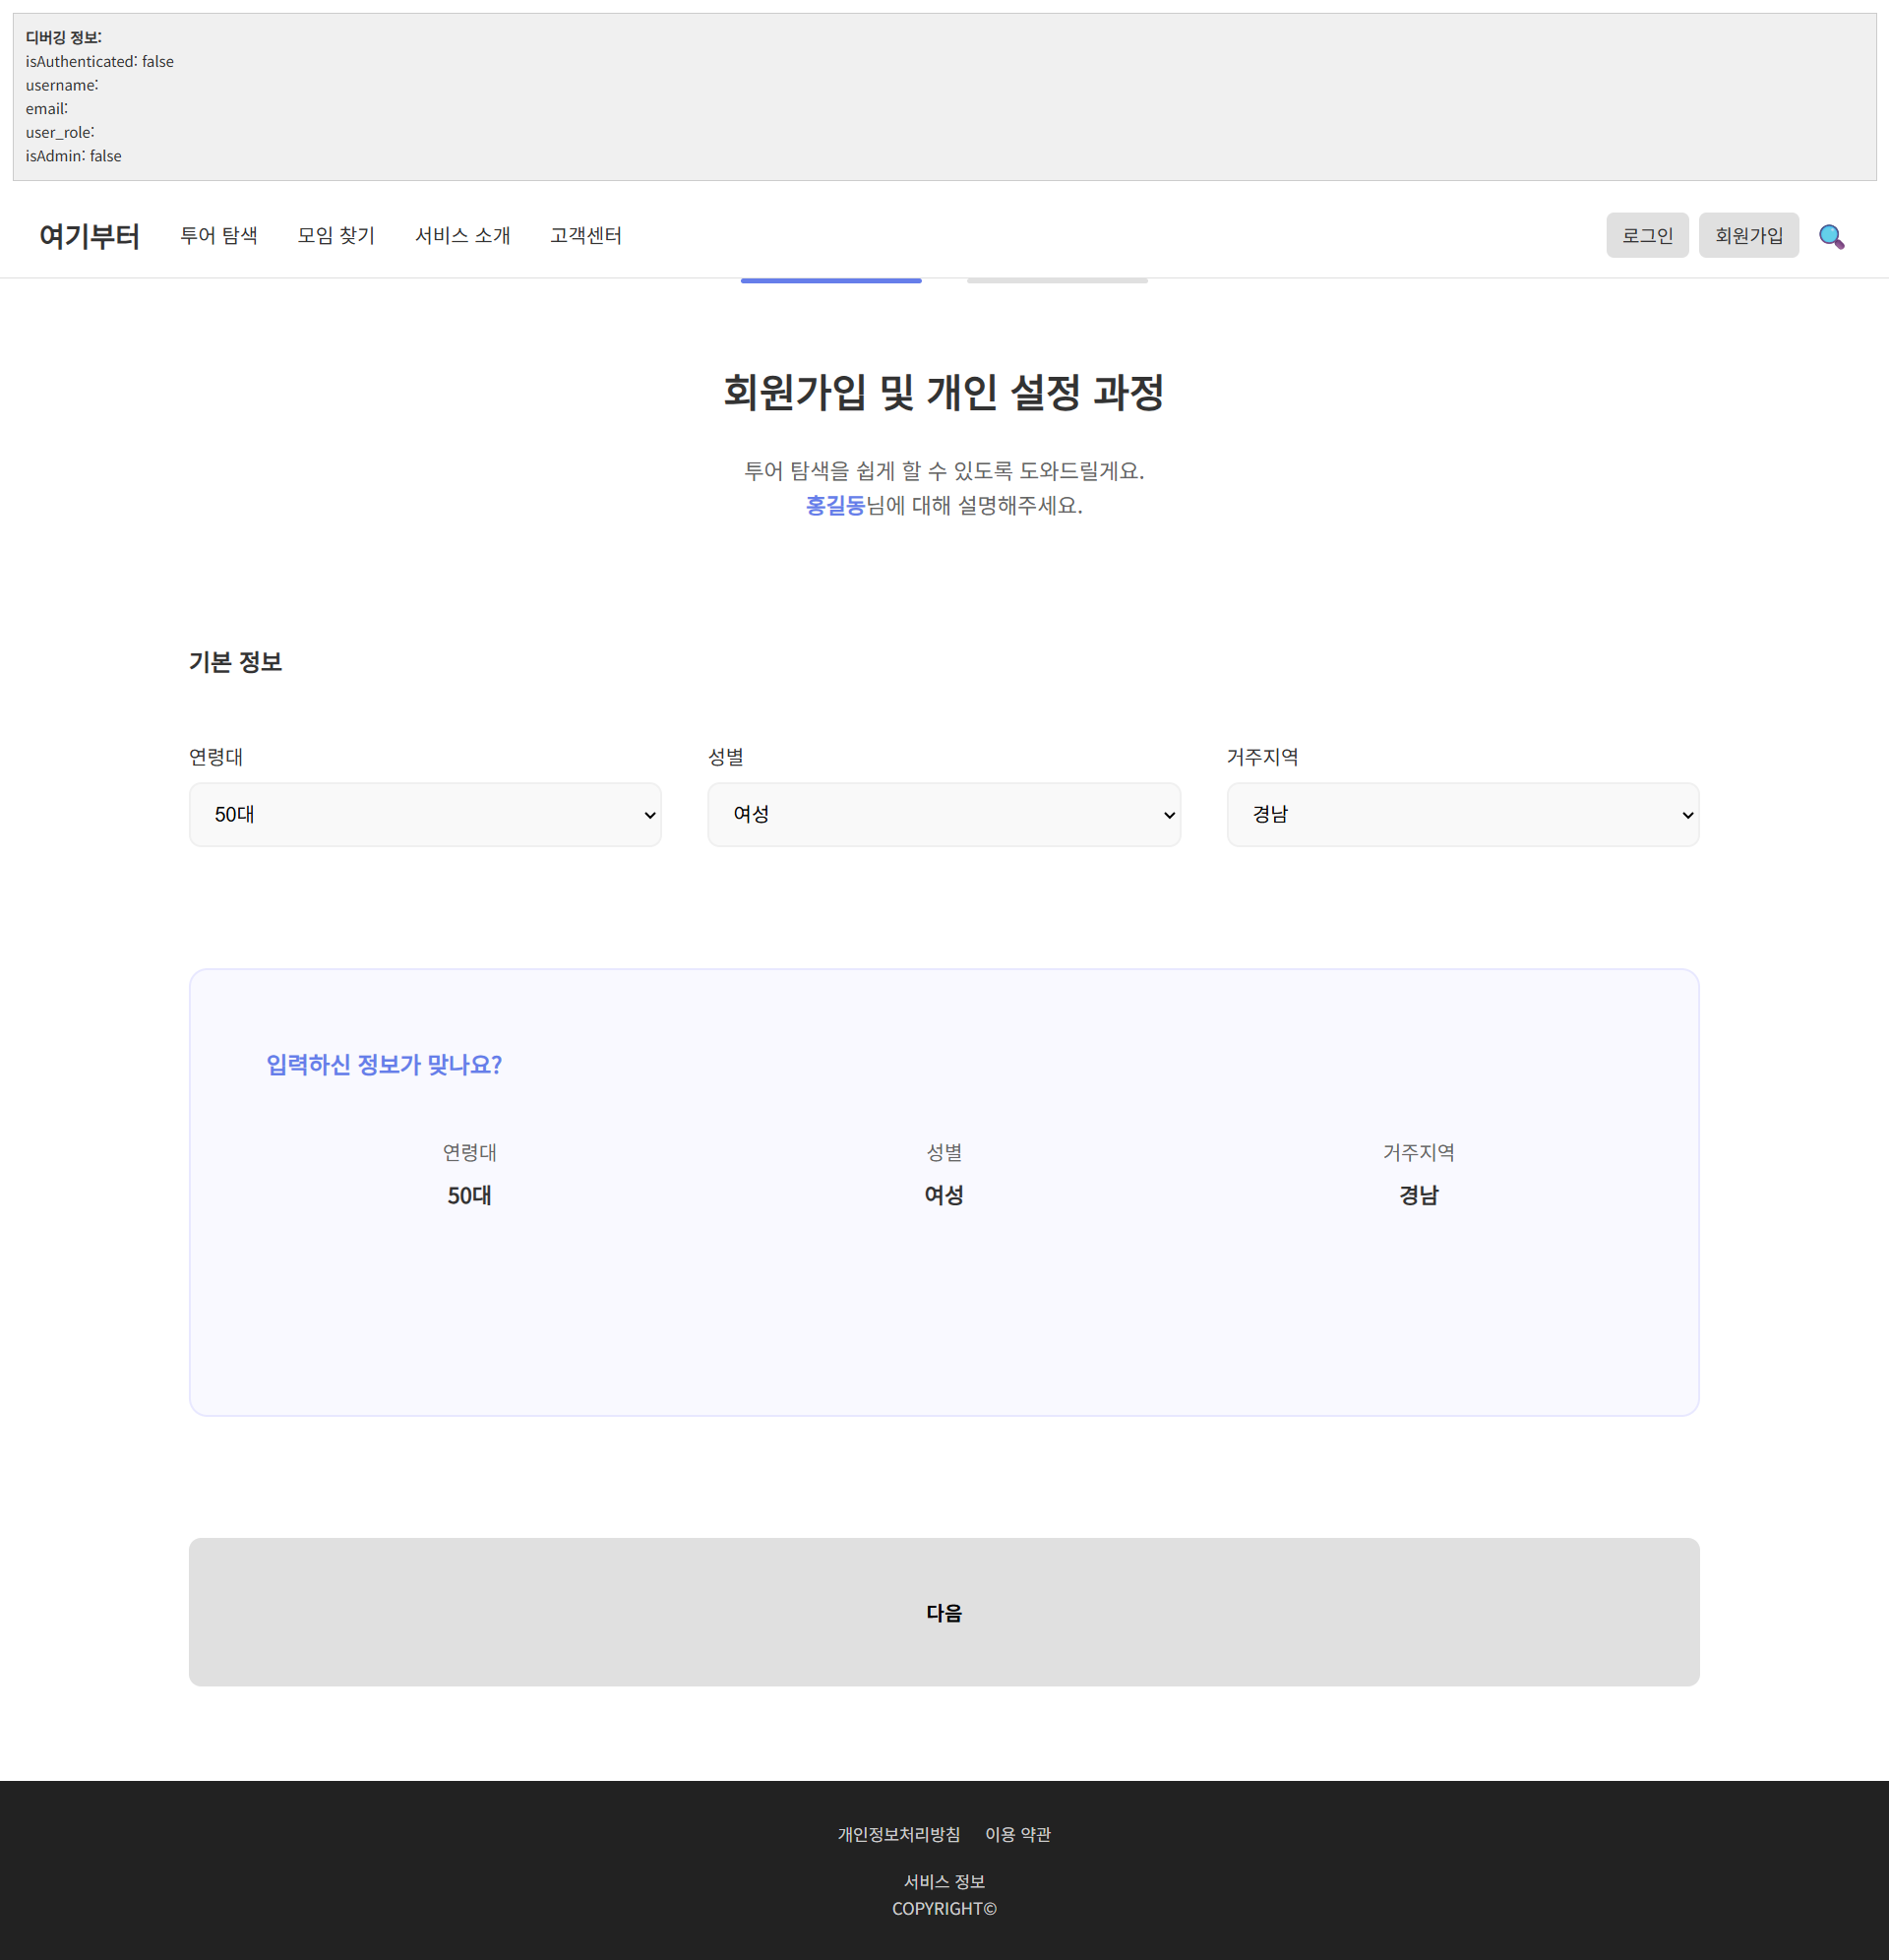 디버깅 정보:
isAuthenticated: false
username:
email:
user_role:
isAdmin: false
여기부터 투어 탐색 모임 찾기 서비스 소개 고객센터 로그인 회원가입
회원가입 및 개인 설정 과정
투어 탐색을 쉽게 할 수 있도록 도와드릴게요.
홍길동님에 대해 설명해주세요.
기본 정보
연령대 성별 거주지역
50대 여성 경남
입력하신 정보가 맞나요?
연령대 성별 거주지역
50대 여성 경남
다음
개인정보처리방침 이용 약관
서비스 정보
COPYRIGHT©